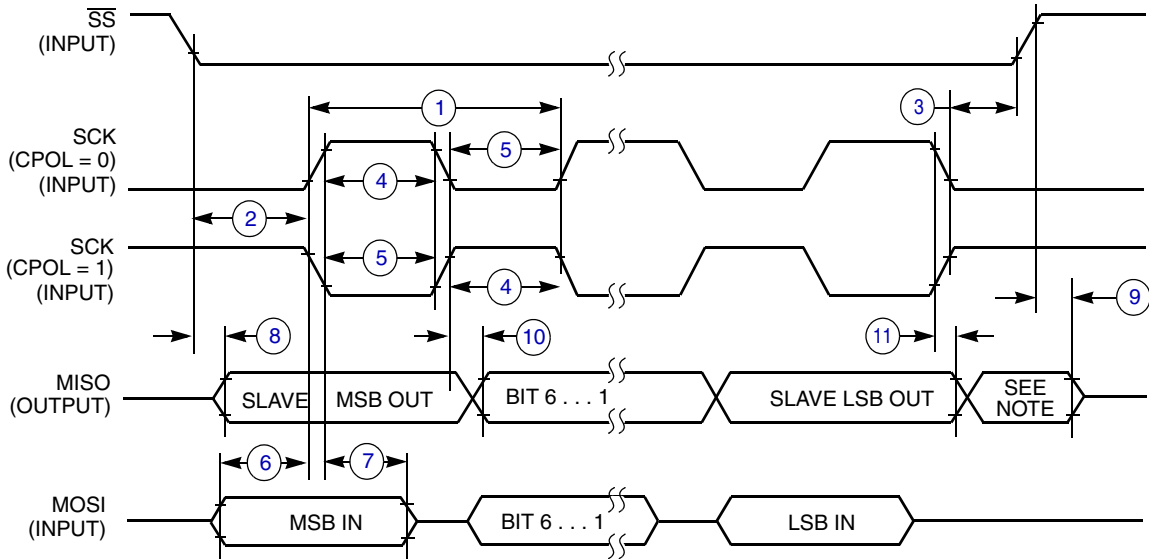 SS
(INPUT)
1
3
SCK
(CPOL = 0)
(INPUT)
5
4
2
SCK
(CPOL = 1)
(INPUT)
5
4
9
8
10
11
MISO
(OUTPUT)
SLAVE MSB OUT
BIT 6 . . . 1
SLAVE LSB OUT
SEE
NOTE
6
7
MOSI
(INPUT)
MSB IN
BIT 6 . . . 1
LSB IN